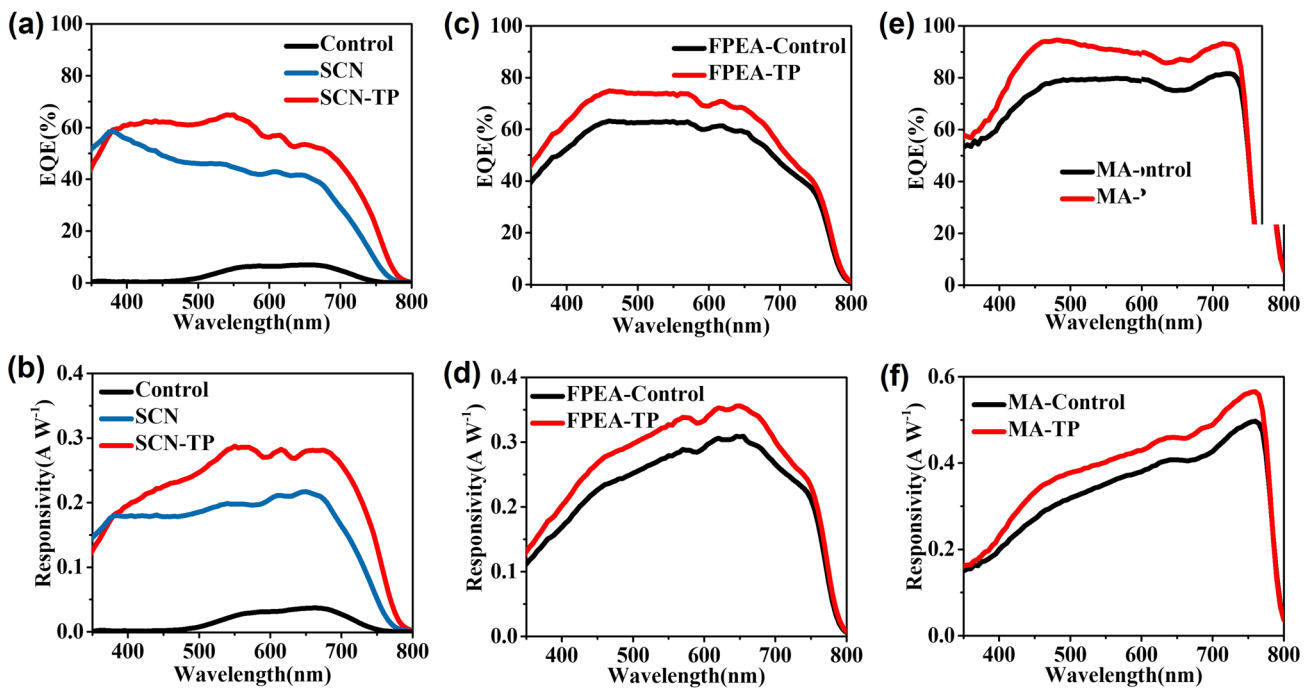 (a)
100
80
60
40
20
0
EQE(%)
Control
SCN
SCN-TP
400 500 600 700 800
Wavelength(nm)
(c)
100
80
60
40
20
0
EQE(%)
FPEA-Control
FPEA-TP
400 500 600 700 800
Wavelength(nm)
(e)
100
80
60
40
80
100
EQE(%)
MA-ontrol
MA-
400 500 600 700 800
Wavelength(nm)
(b)
0.4
0.3
0.2
0.1
0.0
Responsivity(A W-1)
Control
SCN
SCN-TP
400 500 600 700 800
Wavelength(nm)
(d)
0.4
0.3
0.2
0.1
0.0
Responsivity(A W-1)
FPEA-Control
FPEA-TP
400 500 600 700 800
Wavelength(nm)
(f)
0.6
0.4
0.2
0.0
Responsivity(A W-1)
MA-Control
MA-TP
400 500 600 700 800
Wavelength(nm)